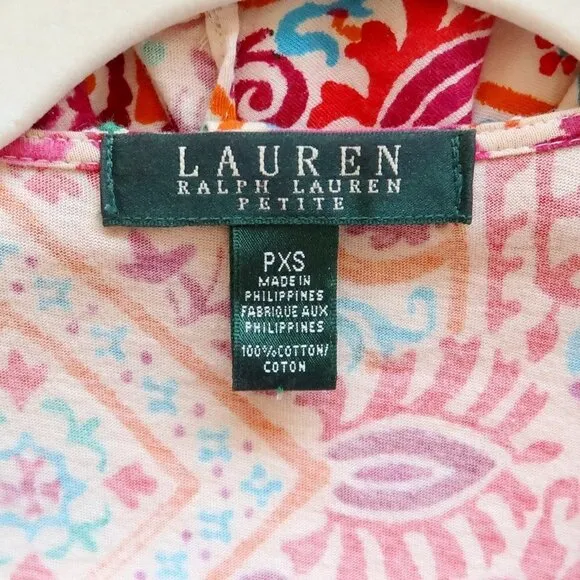 LAUREN
RALPH LAUREN
PETITE
PXS
MADE IN
PHILIPPINES
FABRIQUE AUX
PHILIPPINES
100%COTTON/
COTON